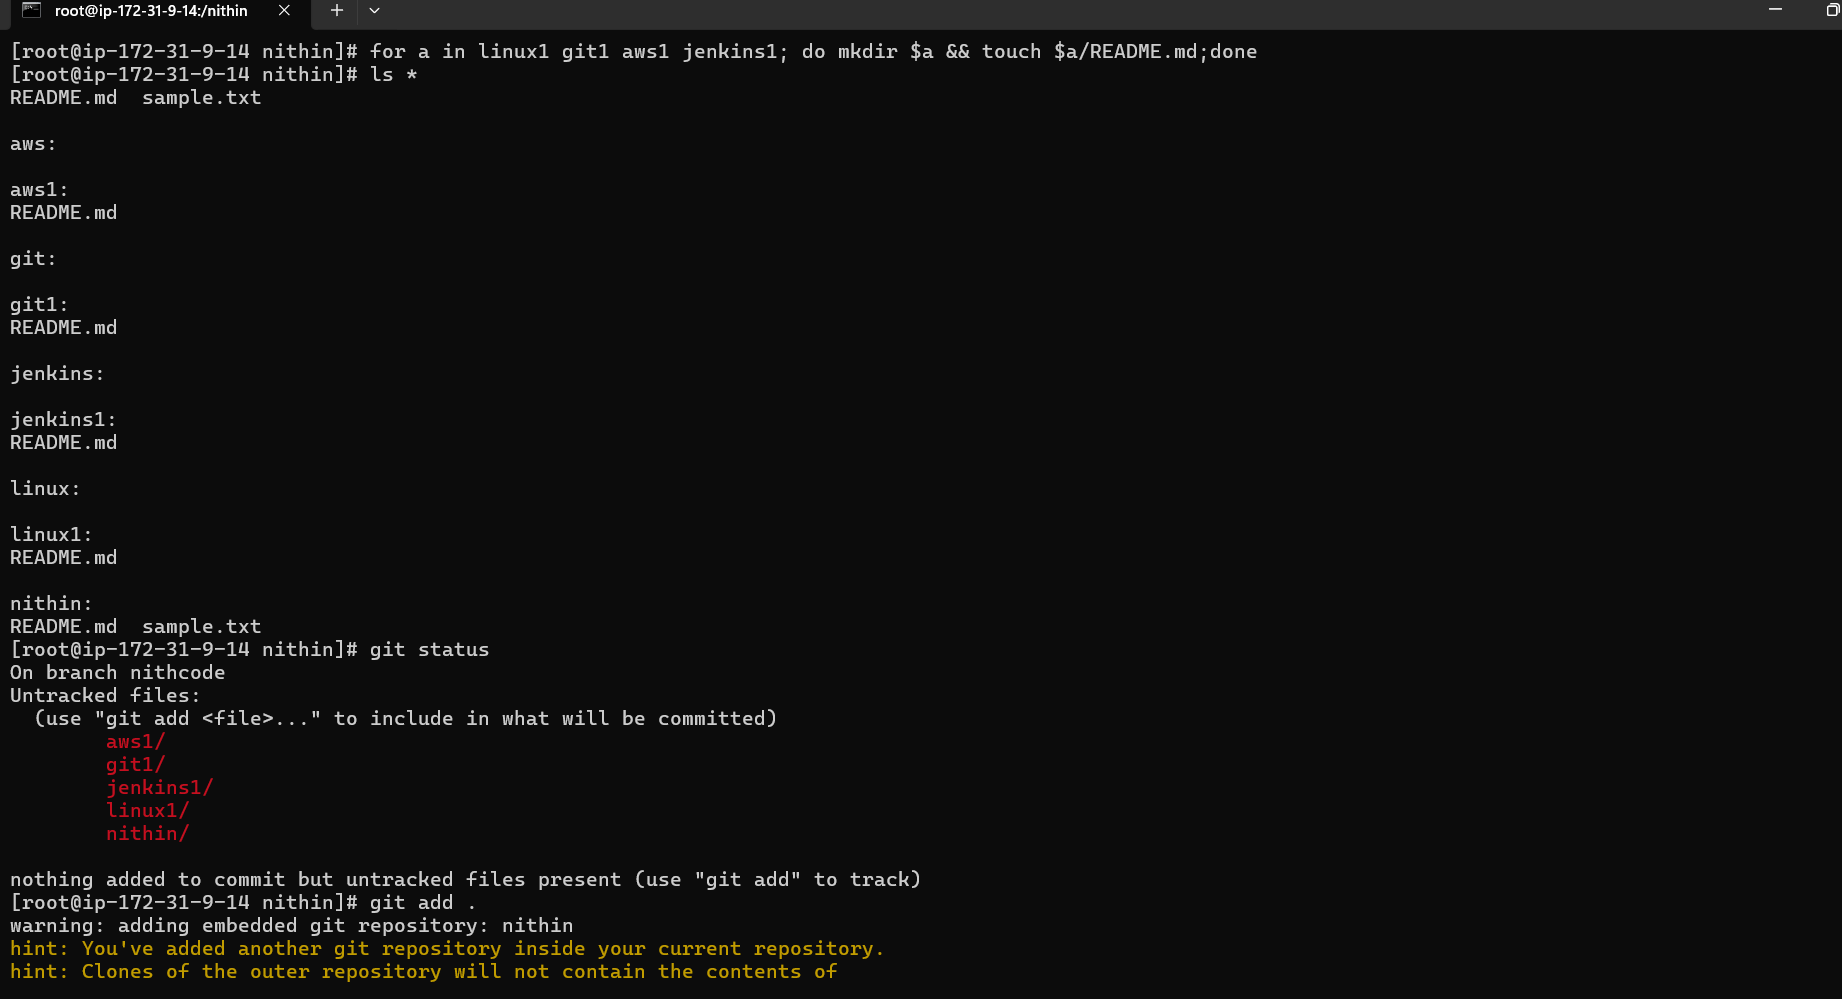 root@ip-172-31-9-14:/nithin
[root@ip-172-31-9-14 nithin]# for a in linux1 git1 aws1 jenkins1; do mkdir $a && touch $a/README.md;done
[root@ip-172-31-9-14 nithin]# ls *
README.md  sample.txt

aws:

aws1:
README.md

git:

git1:
README.md

jenkins:

jenkins1:
README.md

linux:

linux1:
README.md

nithin:
README.md  sample.txt
[root@ip-172-31-9-14 nithin]# git status
On branch nithcode
Untracked files:
  (use "git add <file>..." to include in what will be committed)
        aws1/
        git1/
        jenkins1/
        linux1/
        nithin/

nothing added to commit but untracked files present (use "git add" to track)
[root@ip-172-31-9-14 nithin]# git add .
warning: adding embedded git repository: nithin
hint: You've added another git repository inside your current repository.
hint: Clones of the outer repository will not contain the contents of